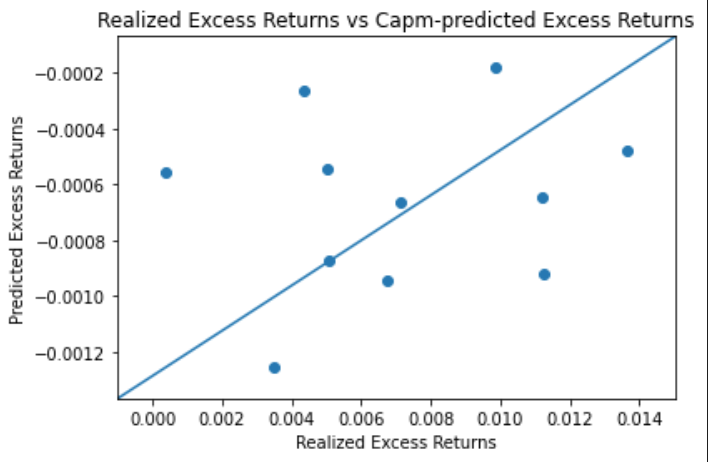 Realized Excess Returns vs Capm-predicted Excess Returns
−0.0002
−0.0004
−0.0006
−0.0008
−0.0010
−0.0012
Predicted Excess Returns
0.000 0.002 0.004 0.006 0.008 0.010 0.012 0.014
Realized Excess Returns